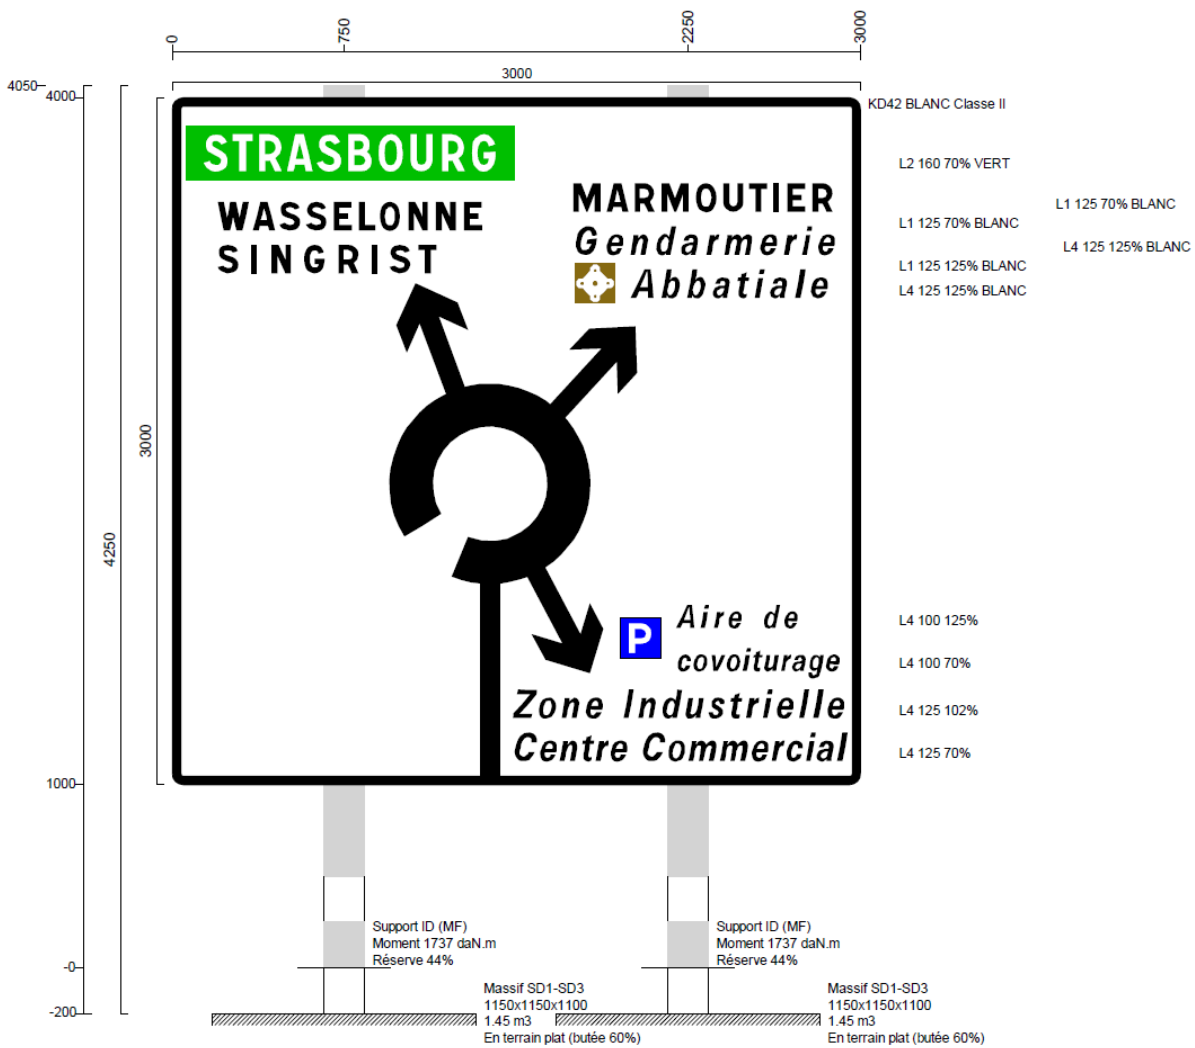 0
750
2250
3000
3000
4050
4000
KD42 BLANC Classe II
STRASBOURG
L2 160 70% VERT
WASSELONNE
SINGRIST
MARMOUTIER
Gendarmerie
Abbatiale
L1 125 70% BLANC
L1 125 70% BLANC
L4 125 125% BLANC
L1 125 125% BLANC
L4 125 125% BLANC
3000
4250
P
Aire de
covoiturage
Zone Industrielle
Centre Commercial
L4 100 125%
L4 100 70%
L4 125 102%
L4 125 70%
1000
Support ID (MF)
Moment 1737 daN.m
Réserve 44%
Support ID (MF)
Moment 1737 daN.m
Réserve 44%
-0
-200
Massif SD1-SD3
1150x1150x1100
1.45 m3
En terrain plat (butée 60%)
Massif SD1-SD3
1150x1150x1100
1.45 m3
En terrain plat (butée 60%)